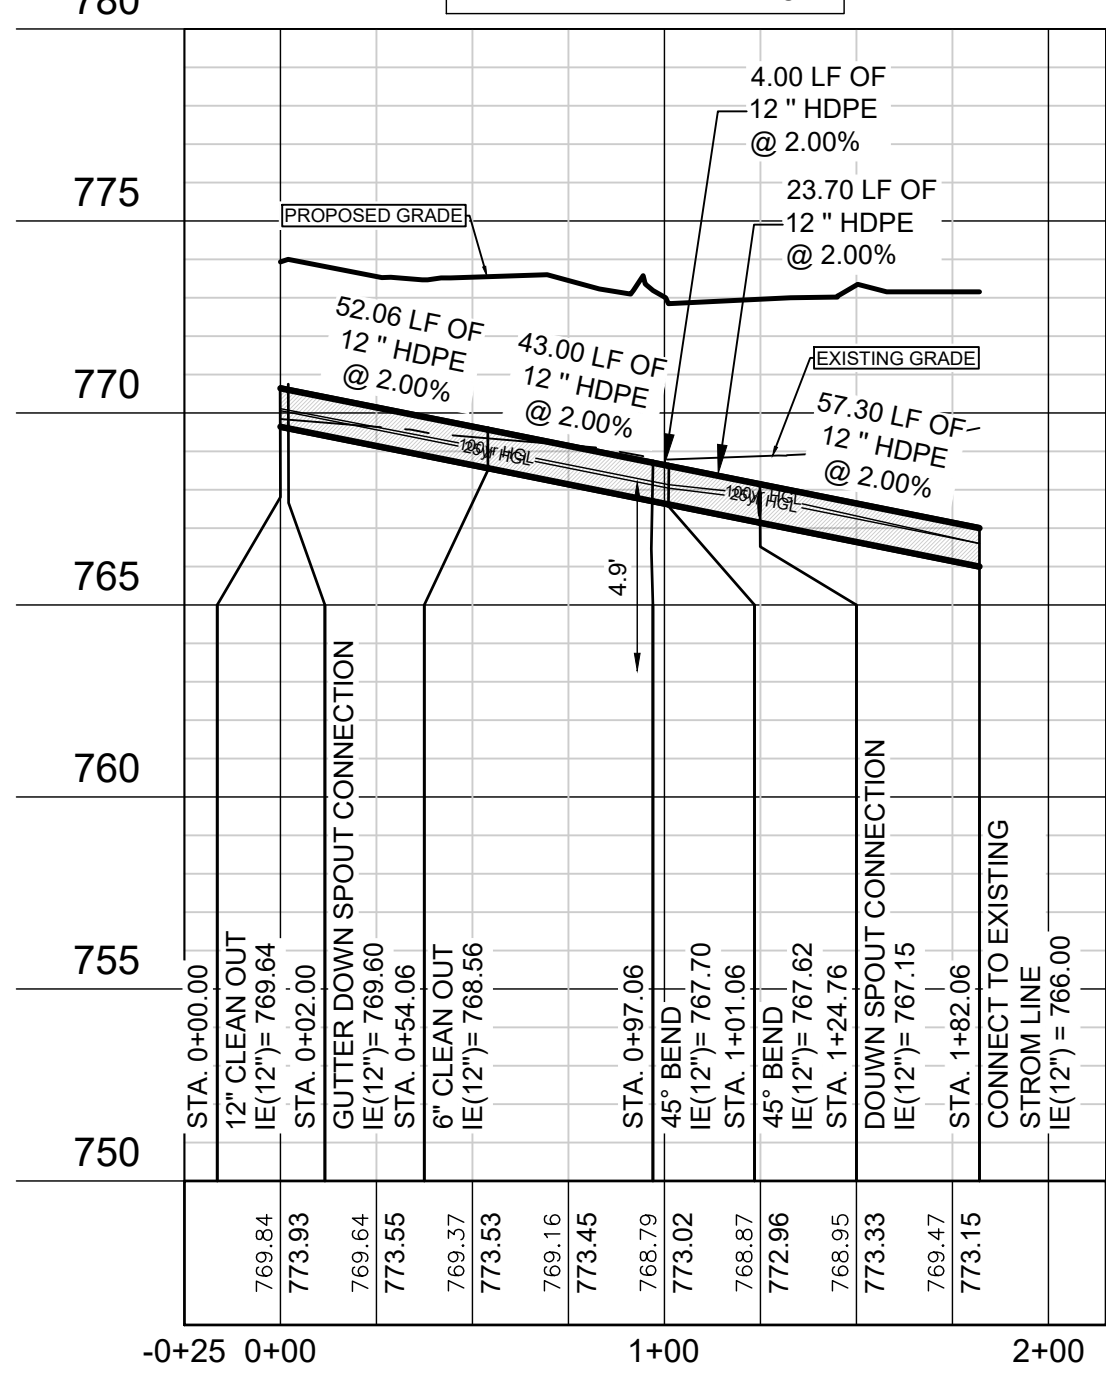 780
775
770
765
760
755
750
4.00 LF OF
12 " HDPE
@ 2.00%
23.70 LF OF
12 " HDPE
@ 2.00%
PROPOSED GRADE
52.06 LF OF
12 " HDPE
@ 2.00%
43.00 LF OF
12 " HDPE
@ 2.00%
EXISTING GRADE
57.30 LF OF
12 " HDPE
@ 2.00%
100yr HGL
25yr HGL
100yr HGL
25yr HGL
4.9'
STA. 0+00.00
12" CLEAN OUT
IE(12")= 769.64
STA. 0+02.00
GUTTER DOWN SPOUT CONNECTION
IE(12")= 769.60
STA. 0+54.06
6" CLEAN OUT
IE(12")= 768.56
STA. 0+97.06
45° BEND
IE(12")= 767.70
STA. 1+01.06
45° BEND
IE(12")= 767.62
STA. 1+24.76
DOUWN SPOUT CONNECTION
IE(12")= 767.15
STA. 1+82.06
CONNECT TO EXISTING
STROM LINE
IE(12") = 766.00
769.84
773.93
769.64
773.55
769.37
773.53
769.16
773.45
768.79
773.02
768.87
772.96
768.95
773.33
769.47
773.15
-0+25
0+00
1+00
2+00